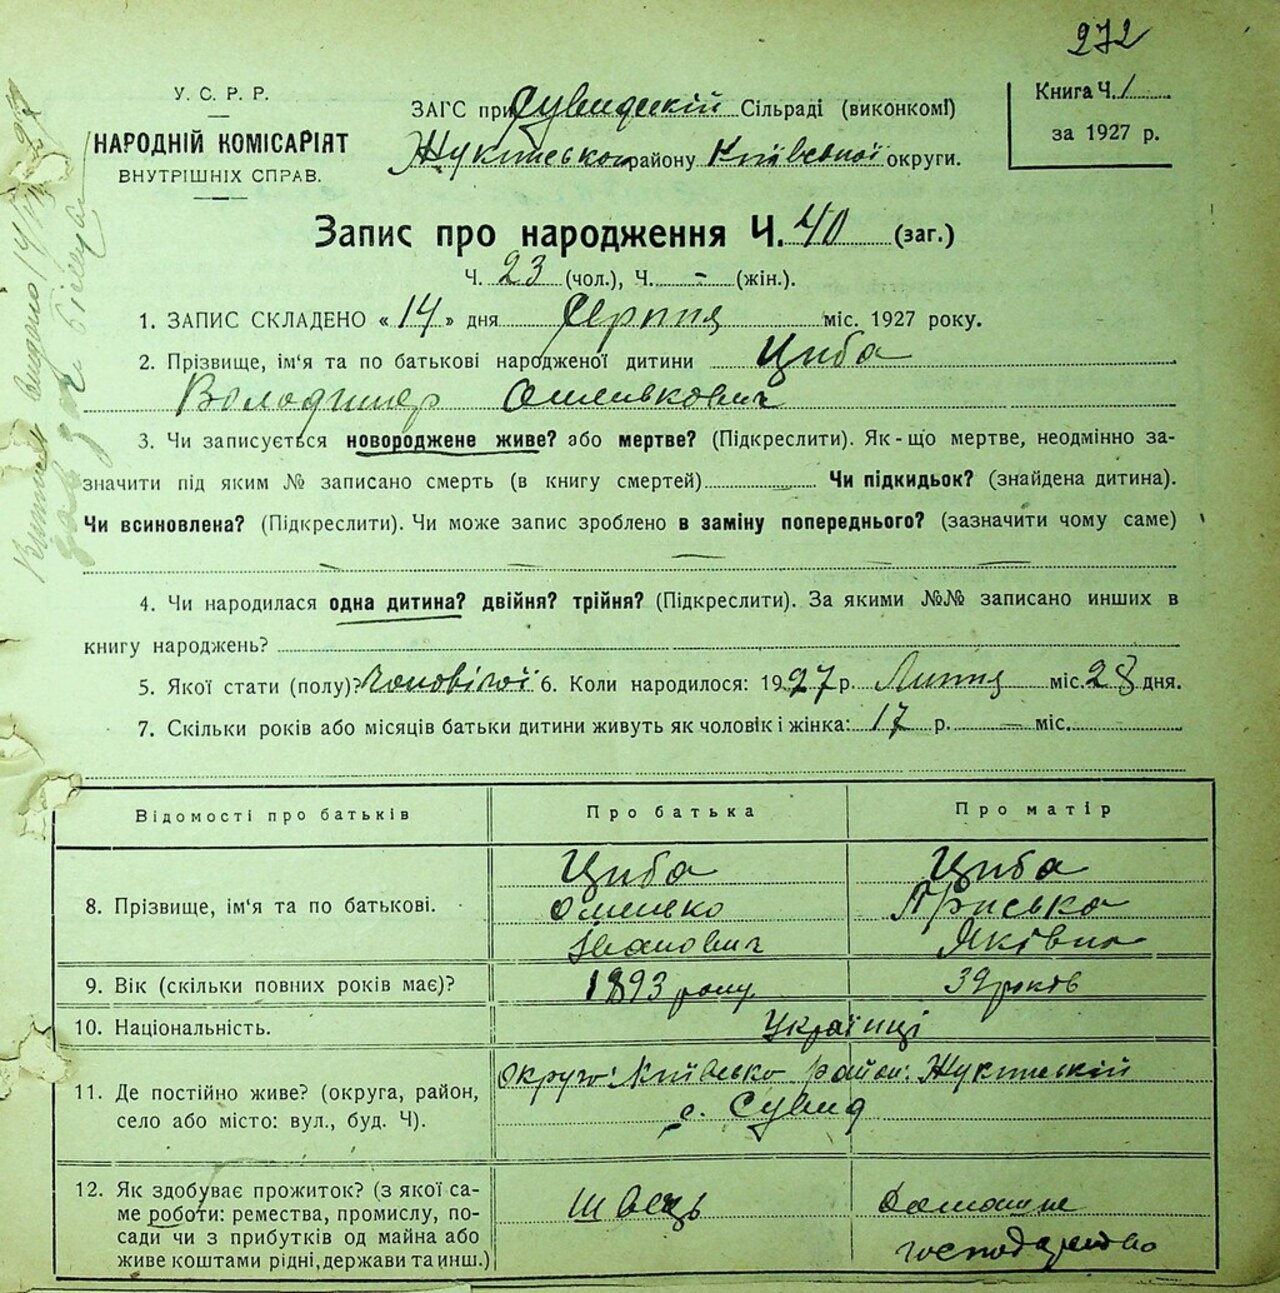 272
У. С. Р. Р.
НАРОДНІЙ КОМІСАРІЯТ
ВНУТРІШНІХ СПРАВ.
ЗАГС при Сувидській Сільраді (виконкомі)
Жукинськ. району Київської округи.
Книга Ч. 1
за 1927 р.
Запис про народження Ч. 40 (заг.)
Ч. 23 (чол.), Ч. - (жін.).
1. ЗАПИС СКЛАДЕНО « 14 » дня Серпня міс. 1927 року.
2. Прізвище, ім'я та по батькові народженої дитини Циба
Володимир Омелькович
3. Чи записується новороджене живе? або мертве? (Підкреслити). Як-що мертве, неодмінно за-
значити під яким № записано смерть (в книгу смертей) Чи підкидьок? (знайдена дитина).
Чи всиновлена? (Підкреслити). Чи може запис зроблено в заміну попереднього? (зазначити чому саме)
4. Чи народилася одна дитина? двійня? трійня? (Підкреслити). За якими №№ записано инших в
книгу народжень?
5. Якої стати (полу)? Чоловічої 6. Коли народилося: 1927 р. Липня міс. 28 дня.
7. Скільки років або місяців батьки дитини живуть як чоловік і жінка: 17 р. — міс.
Відомості про батьків Про батька Про матір
8. Прізвище, ім'я та по батькові.
Циба Омелько Іванович
Циба Пріська Яківна
9. Вік (скільки повних років має)? 1893 року 39 років
10. Національність. Українці
11. Де постійно живе? (округа, район,
село або місто: вул., буд. Ч).
Округа: Київсько район: Жукинській
с. Сувид
12. Як здобуває прожиток? (з якої са-
ме роботи: ремества, промислу, по-
сади чи з прибутків од майна або
живе коштами рідні, держави та инш.)
Швець
Домашнє
господарство